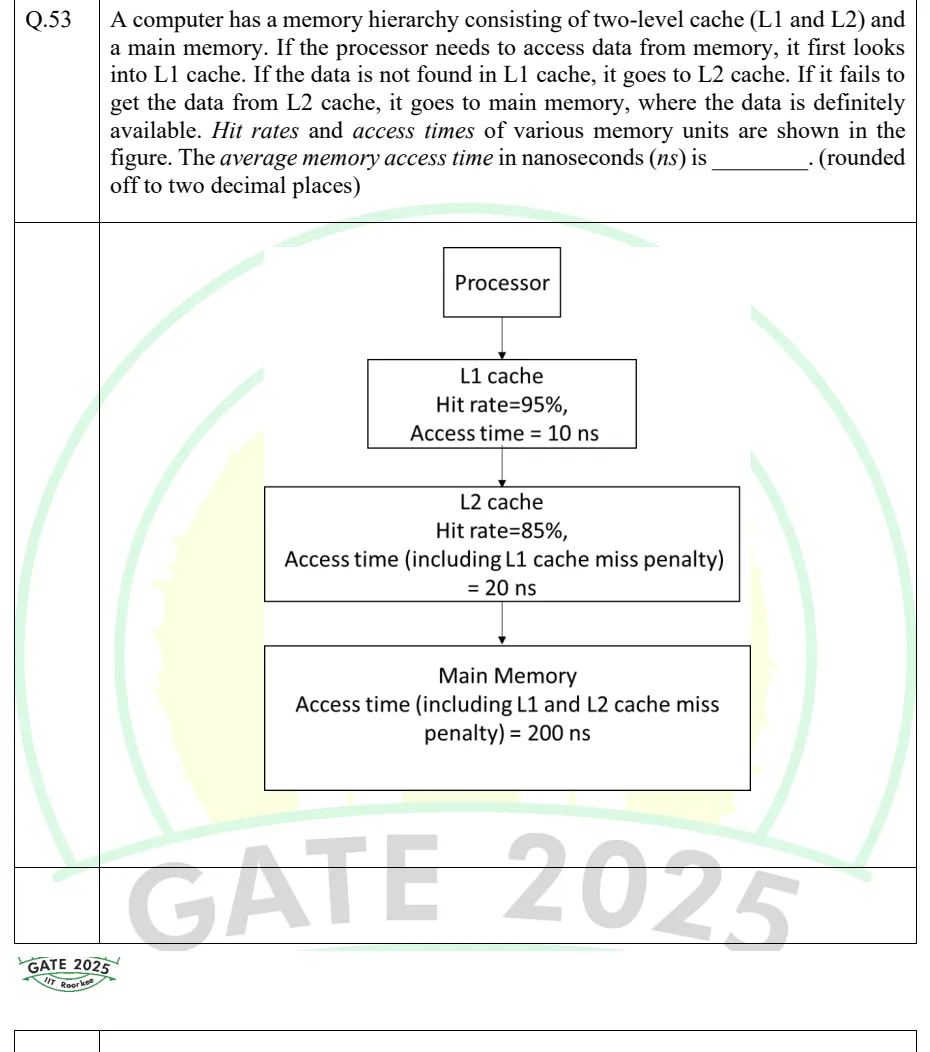 Q.53 A computer has a memory hierarchy consisting of two-level cache (L1 and L2) and
a main memory. If the processor needs to access data from memory, it first looks
into L1 cache. If the data is not found in L1 cache, it goes to L2 cache. If it fails to
get the data from L2 cache, it goes to main memory, where the data is definitely
available. Hit rates and access times of various memory units are shown in the
figure. The average memory access time in nanoseconds (ns) is ________. (rounded
off to two decimal places)
Processor
L1 cache
Hit rate=95%,
Access time = 10 ns
L2 cache
Hit rate=85%,
Access time (including L1 cache miss penalty)
= 20 ns
Main Memory
Access time (including L1 and L2 cache miss
penalty) = 200 ns
GATE 2025
GATE 2025
IIT Roorkee